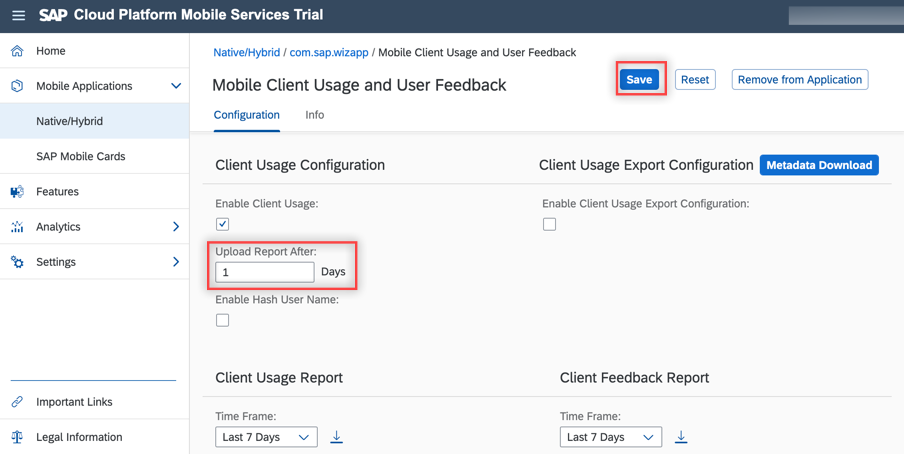 SAP Cloud Platform Mobile Services Trial
Home
Mobile Applications
Native/Hybrid
SAP Mobile Cards
Features
Analytics
Settings
Important Links
Legal Information
Native/Hybrid / com.sap.wizapp / Mobile Client Usage and User Feedback
Mobile Client Usage and User Feedback
Save
Reset
Remove from Application
Configuration
Info
Client Usage Configuration
Enable Client Usage:
Upload Report After:
1 Days
Enable Hash User Name:
Client Usage Export Configuration
Metadata Download
Enable Client Usage Export Configuration:
Client Usage Report
Time Frame:
Last 7 Days
Client Feedback Report
Time Frame:
Last 7 Days